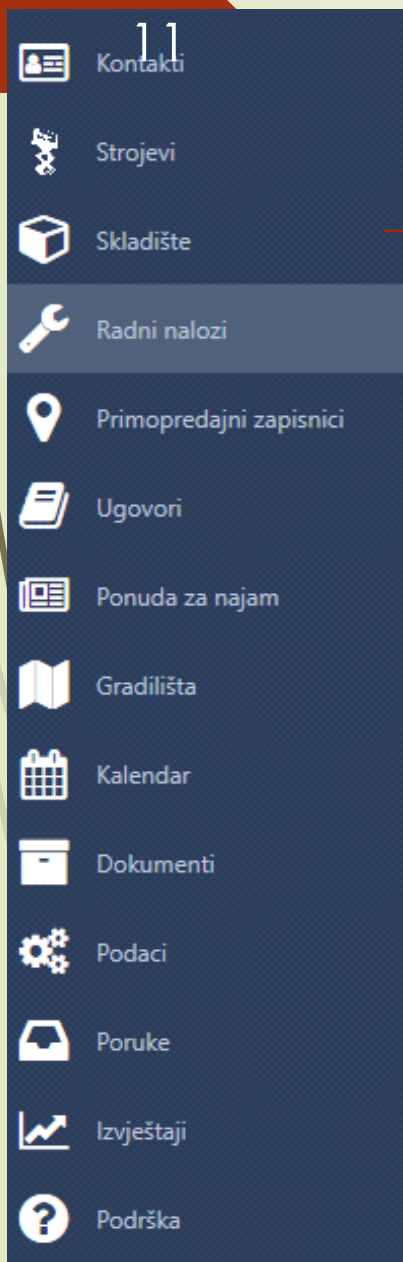 11
Kontakti
Strojevi
Skladište
Radni nalozi
Primopredajni zapisnici
Ugovori
Ponuda za najam
Gradilišta
Kalendar
Dokumenti
Podaci
Poruke
Izvještaji
Podrška